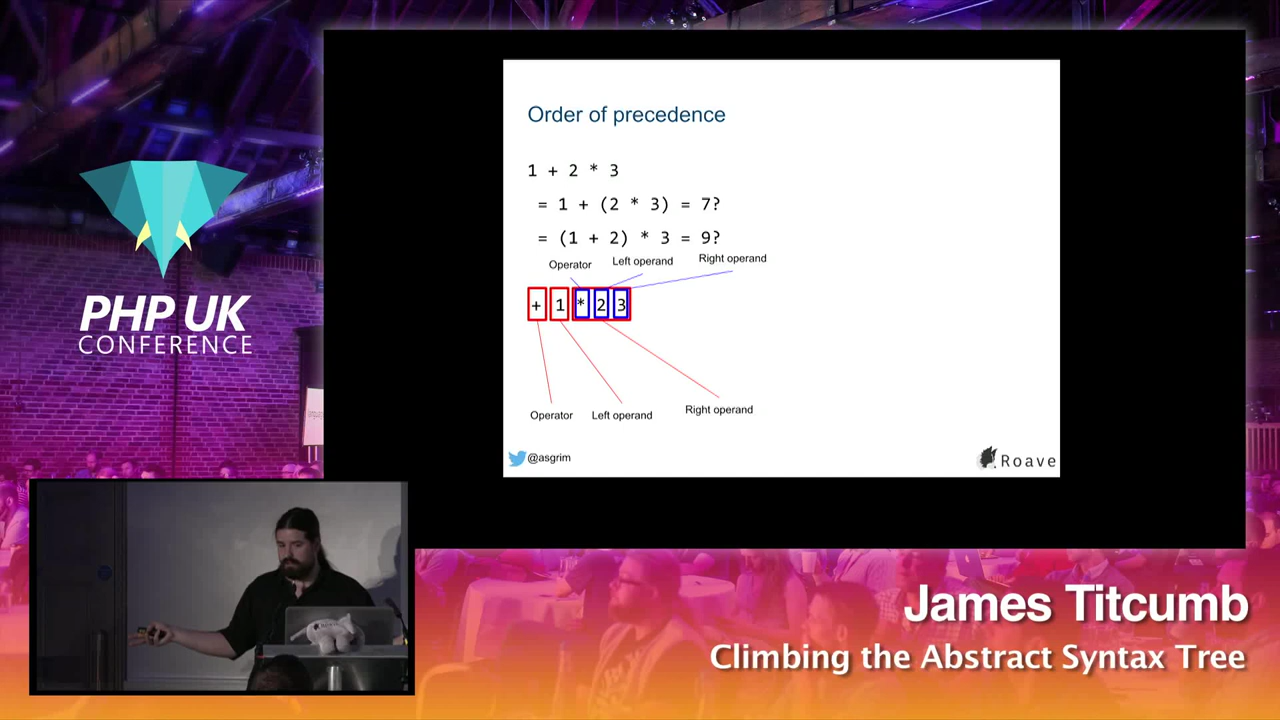 Order of precedence
1 + 2 * 3
= 1 + (2 * 3) = 7?
= (1 + 2) * 3 = 9?
Operator Left operand Right operand
+ 1 * 2 3
Operator Left operand Right operand
@asgrim
Roave
PHP UK
CONFERENCE
James Titcumb
Climbing the Abstract Syntax Tree